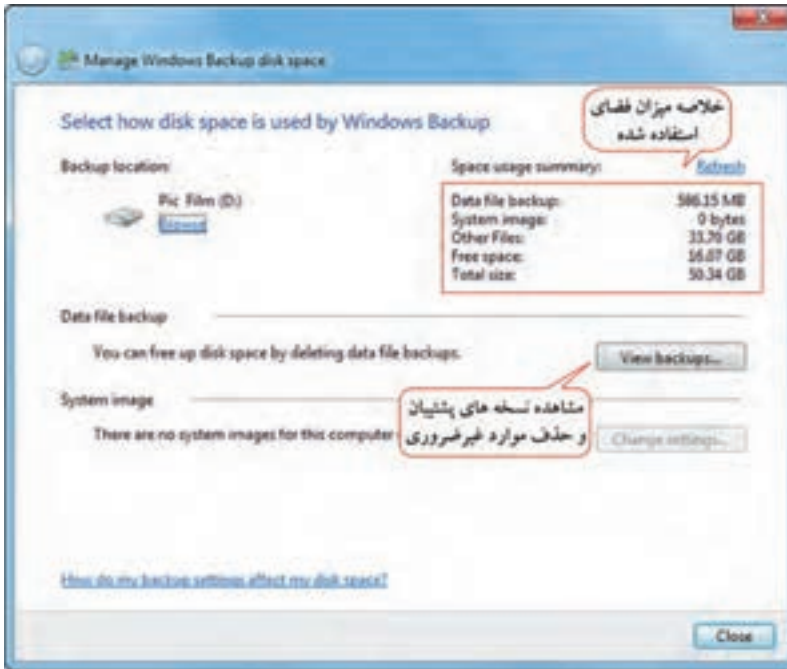 Manage Windows Backup disk space
Select how disk space is used by Windows Backup
خلاصه میزان فضای
استفاده شده
Backup location:
Pic Film (D:)
Browse
Space usage summary: Refresh
Data file backup: 586.15 MB
System image: 0 bytes
Other Files: 33.70 GB
Free space: 16.07 GB
Total size: 50.34 GB
Data file backup
You can free up disk space by deleting data file backups.
View backups...
System image
There are no system images for this computer
مشاهده نسخه های پشتیبان
و حذف موارد غیرضروری
Change settings...
How do my backup settings affect my disk space?
Close